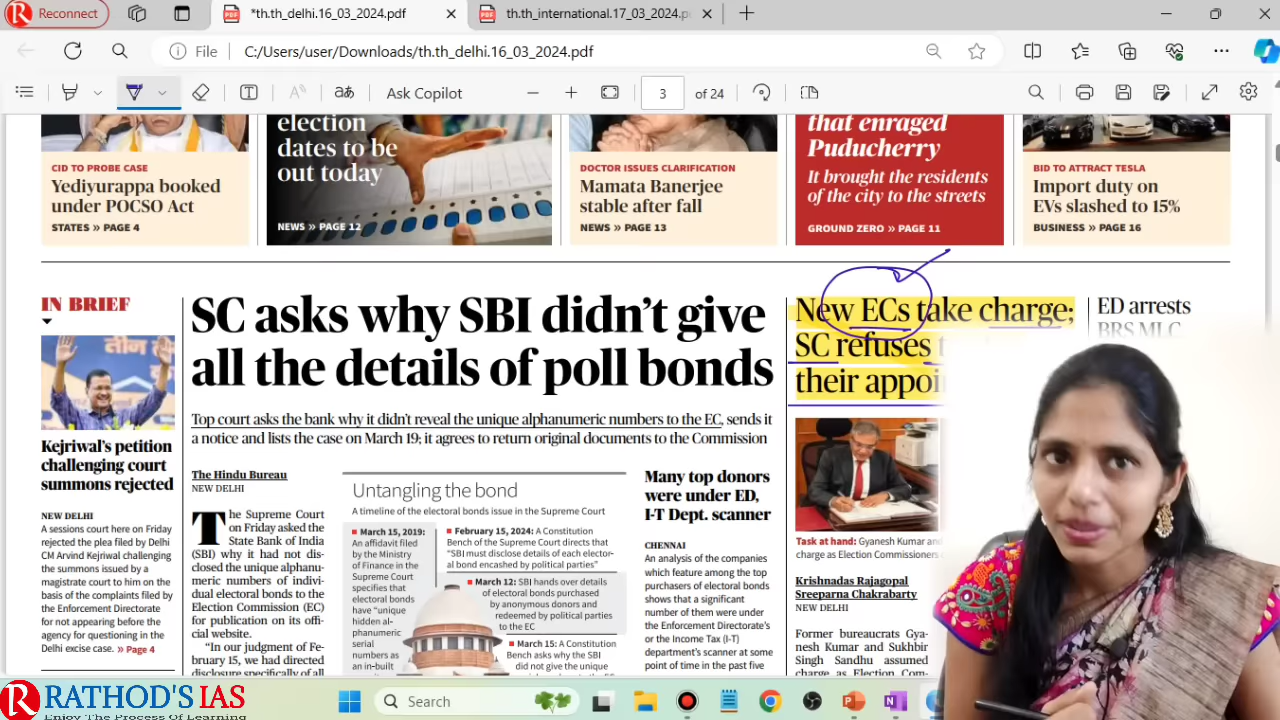 Reconnect
*th.th_delhi.16_03_2024.pdf
th.th_international.17_03_2024.p
File
C:/Users/user/Downloads/th.th_delhi.16_03_2024.pdf
Ask Copilot
3
of 24
election
dates to be
out today
NEWS » PAGE 12
that enraged
Puducherry
It brought the residents
of the city to the streets
GROUND ZERO » PAGE 11
CID TO PROBE CASE
Yediyurappa booked
under POCSO Act
STATES » PAGE 4
DOCTOR ISSUES CLARIFICATION
Mamata Banerjee
stable after fall
NEWS » PAGE 13
BID TO ATTRACT TESLA
Import duty on
EVs slashed to 15%
BUSINESS » PAGE 16
IN BRIEF
Kejriwal's petition
challenging court
summons rejected
NEW DELHI
A sessions court here on Friday
rejected the plea filed by Delhi
CM Arvind Kejriwal challenging
the summons issued by a
magistrate court to him on the
basis of the complaints filed by
the Enforcement Directorate
for not appearing before the
agency for questioning in the
Delhi excise case. » Page 4
SC asks why SBI didn't give
all the details of poll bonds
Top court asks the bank why it didn't reveal the unique alphanumeric numbers to the EC, sends it
a notice and lists the case on March 19; it agrees to return original documents to the Commission
The Hindu Bureau
NEW DELHI
The Supreme Court
on Friday asked the
State Bank of India
(SBI) why it had not dis-
closed the unique alphanu-
meric numbers of indivi-
dual electoral bonds to the
Election Commission (EC)
for publication on its offi-
cial website.
"In our judgment of Fe-
bruary 15, we had directed
disclosure specifically of all
Untangling the bond
A timeline of the electoral bonds issue in the Supreme Court
March 15, 2019:
An affidavit filed
by the Ministry
of Finance in the
Supreme Court
specifies that
electoral bonds
have "unique
hidden al-
phanumeric
serial
numbers as
an in-built
February 15, 2024: A Constitution
Bench of the Supreme Court directs that
"SBI must disclose details of each elector-
al bond encashed by political parties"
March 12: SBI hands over details
of electoral bonds purchased
by anonymous donors and
redeemed by political parties
to the EC
March 15: A Constitution
Bench asks why the SBI
did not give the unique
Many top donors
were under ED,
I-T Dept. scanner
CHENNAI
An analysis of the companies
which feature among the top
purchasers of electoral bonds
shows that a significant
number of them were under
the Enforcement Directorate's
or the Income Tax (I-T)
department's scanner at some
point of time in the past five
New ECs take charge;
SC refuses
their
Task at hand: Gyanesh Kumar and
charge as Election Commissioners
Krishnadas Rajagopal
Sreeparna Chakrabarty
NEW DELHI
Former bureaucrats Gya-
nesh Kumar and Sukhbir
Singh Sandhu assumed
charge as Election Com-
ED arrests
BRS MLC
RATHOD'S IAS
Enjoy The Process Of Learning
Search